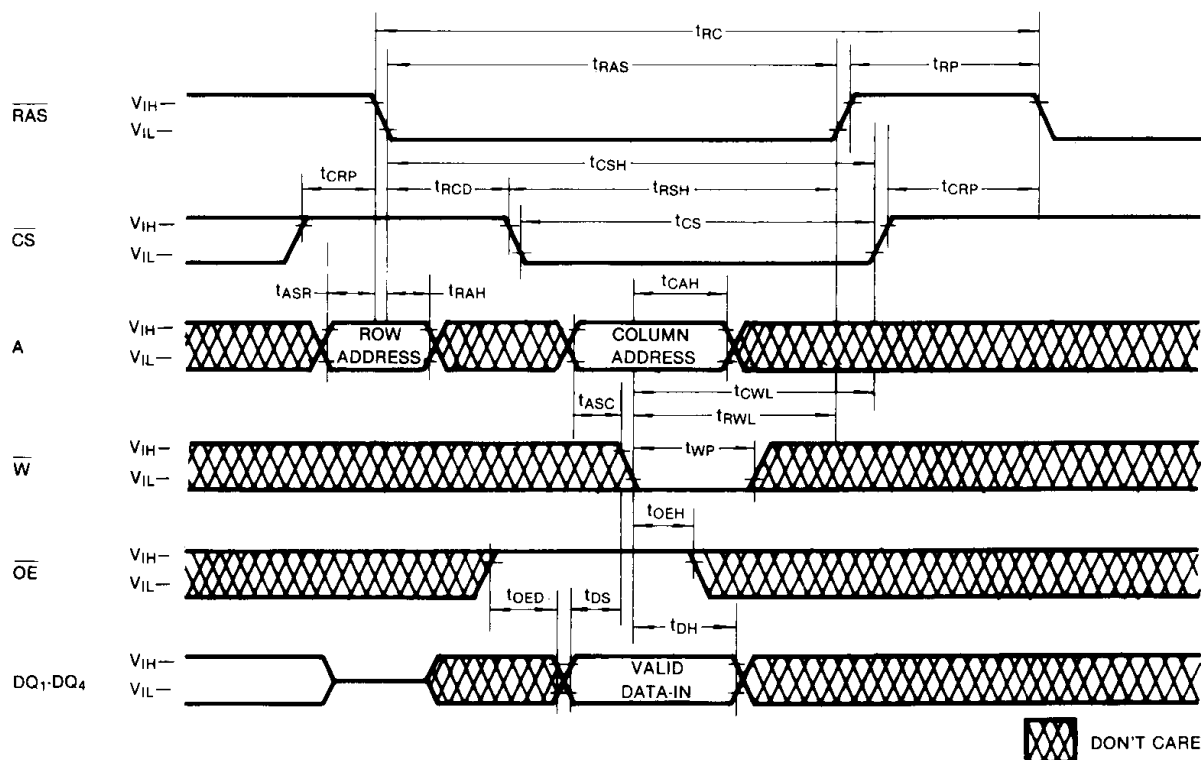 tRC
tRAS
tRP
RAS
VIH
VIL
tCSH
tCRP
tRCD
tRSH
tCRP
CS
VIH
VIL
tCS
tASR
tRAH
tCAH
A
VIH
VIL
ROW
ADDRESS
COLUMN
ADDRESS
tCWL
tASC
tRWL
W
VIH
VIL
tWP
tOEH
OE
VIH
VIL
tOED
tDS
tDH
DQ1-DQ4
VIH
VIL
VALID
DATA-IN
DON'T CARE